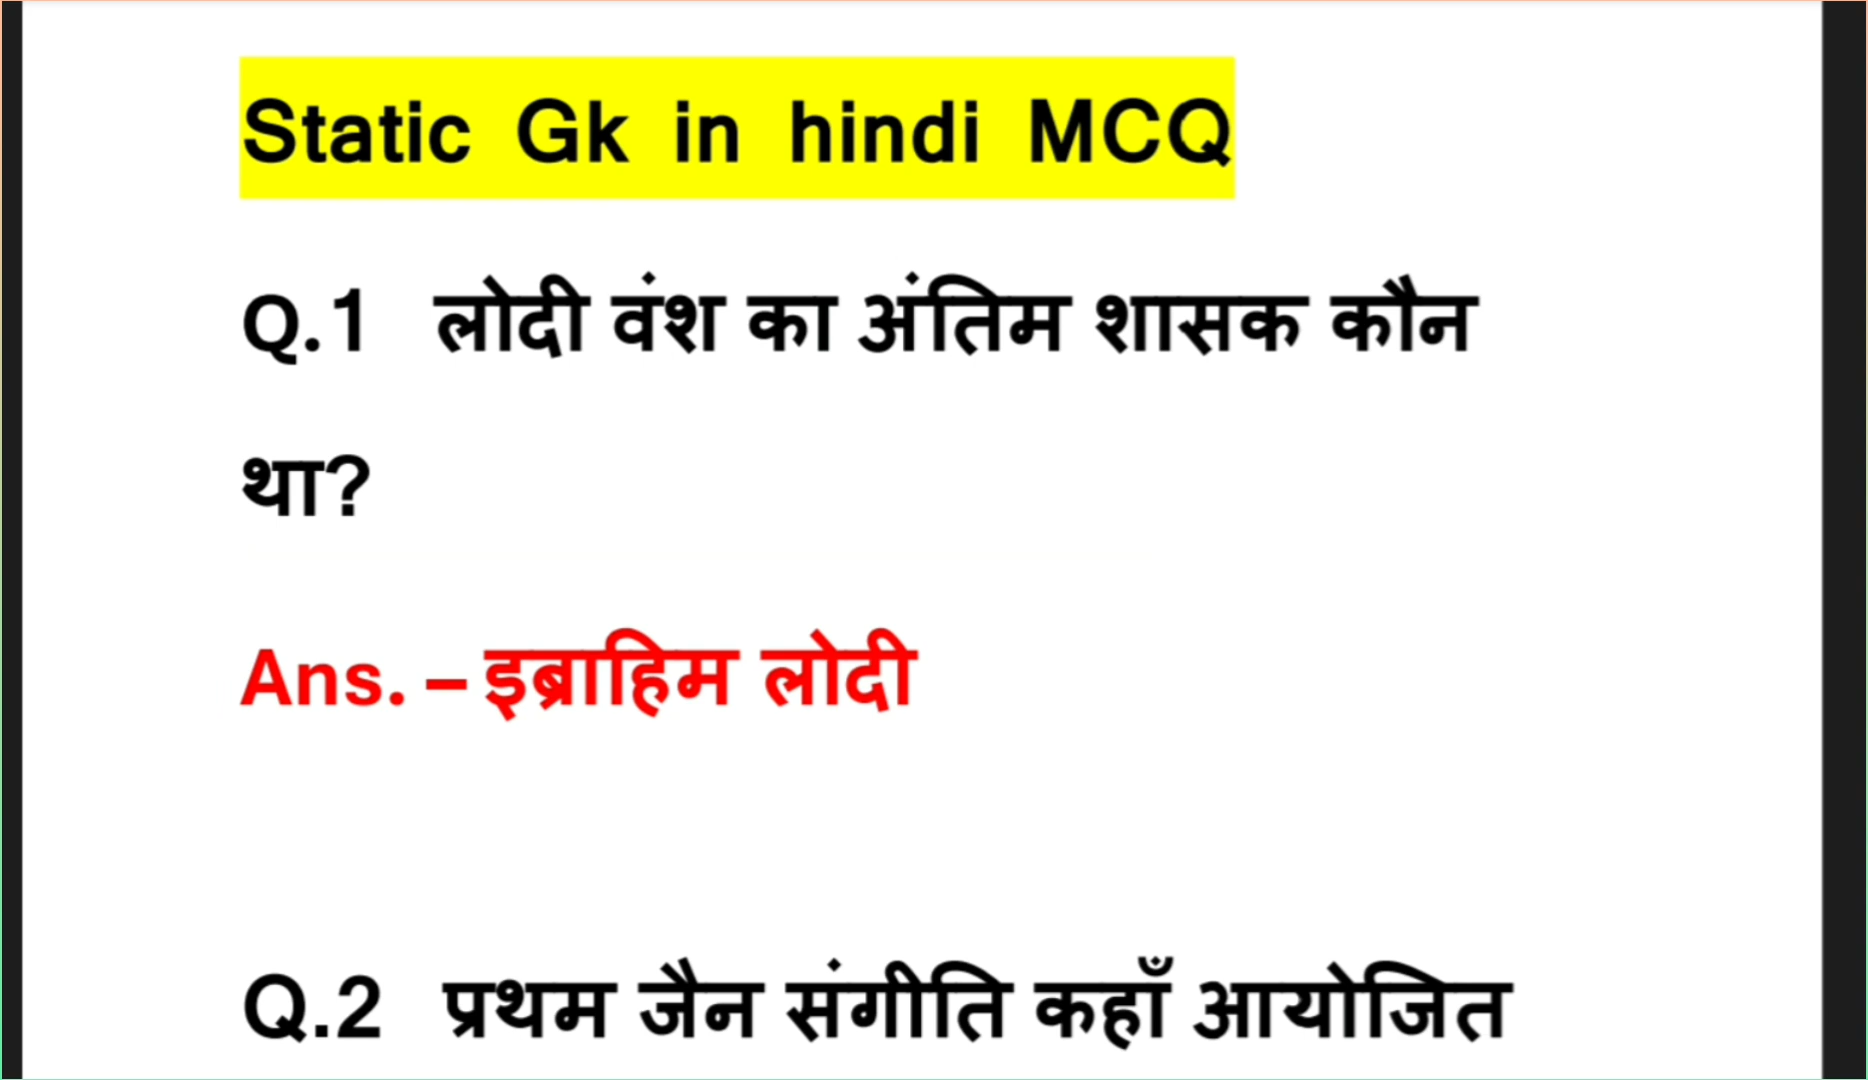 Static Gk in hindi MCQ
Q.1 लोदी वंश का अंतिम शासक कौन
था?
Ans. – इब्राहिम लोदी
Q.2 प्रथम जैन संगीति कहाँ आयोजित